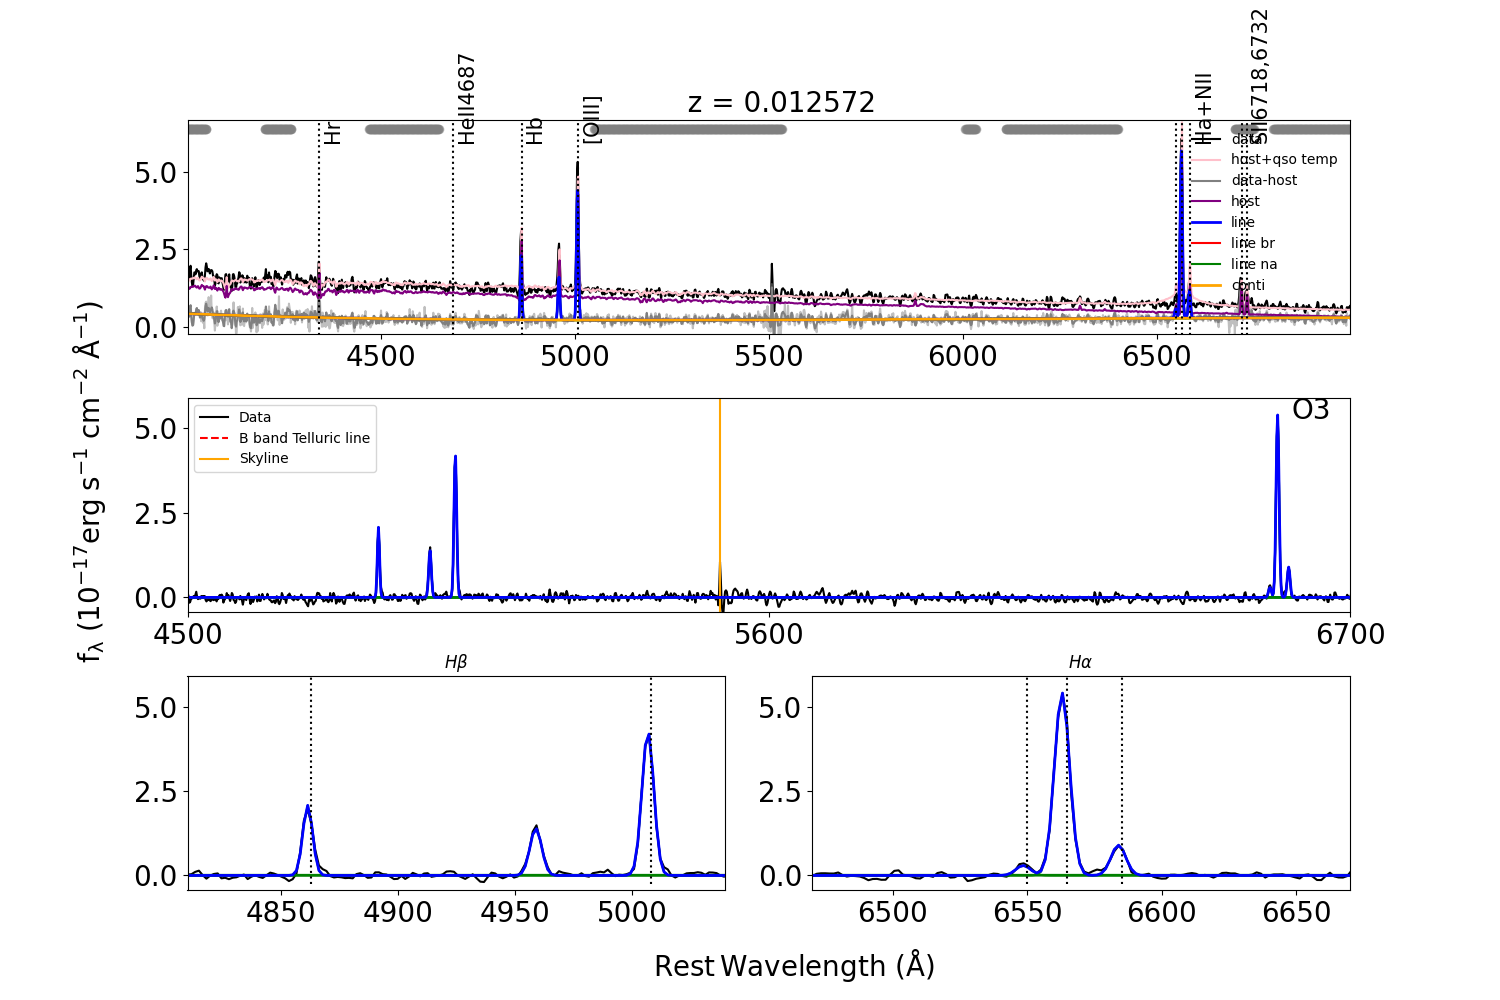 z = 0.012572
Hr
HeII4687
Hb
[OIII]
Ha+NII
SII6718,6732
data
host+qso temp
data-host
host
line
line br
line na
conti
5.0
2.5
0.0
4500 5000 5500 6000 6500
Data
B band Telluric line
Skyline
O3
5.0
2.5
0.0
4500 5600 6700
fλ (10−17erg s−1 cm−2 Å−1)
Hβ
5.0
2.5
0.0
4850 4900 4950 5000
Hα
5.0
2.5
0.0
6500 6550 6600 6650
Rest Wavelength (Å)